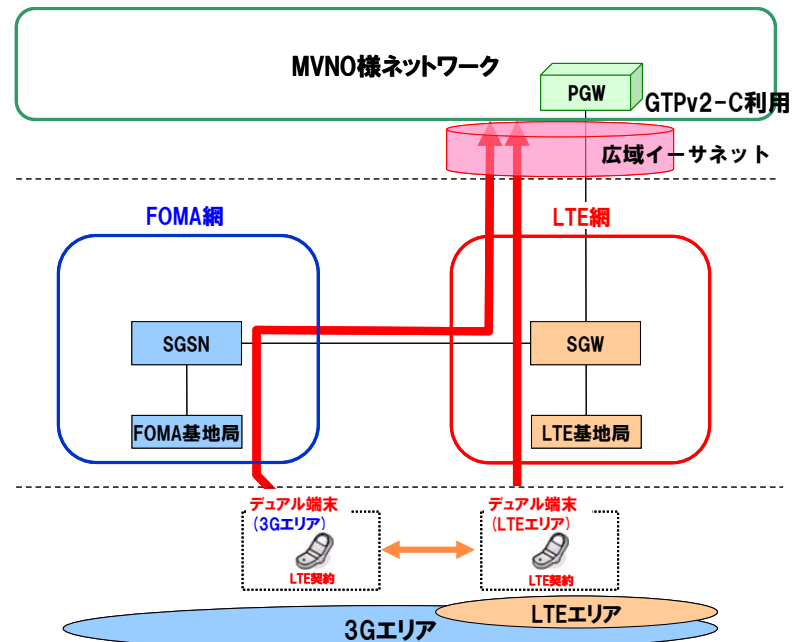 MVNO様ネットワーク
PGW
GTPv2-C利用
広域イーサネット
FOMA網
LTE網
SGSN
SGW
FOMA基地局
LTE基地局
デュアル端末
(3Gエリア)
LTE契約
デュアル端末
(LTEエリア)
LTE契約
LTEエリア
3Gエリア